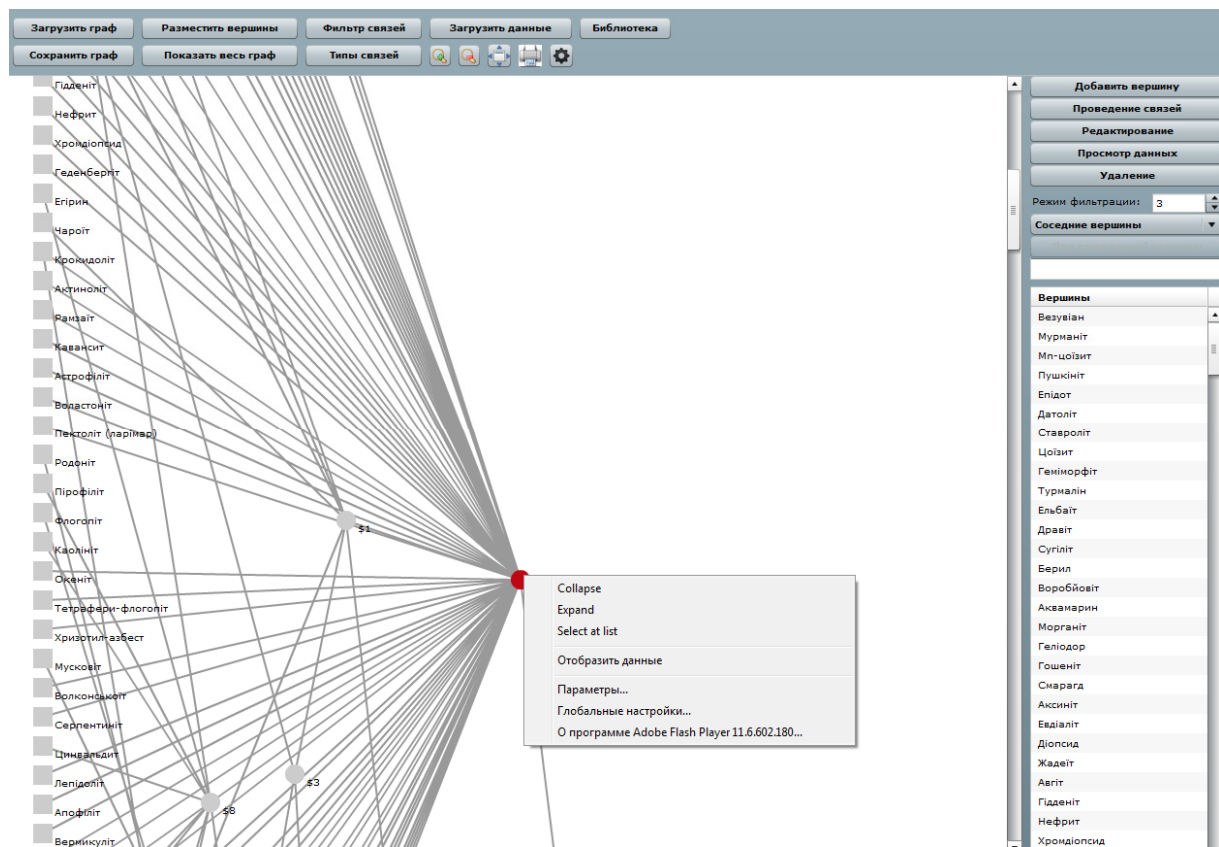 Загрузить граф
Разместить вершины
Фильтр связей
Загрузить данные
Библиотека
Сохранить граф
Показать весь граф
Типы связей
Гідденіт
Нефрит
Хромдіопсид
Геденбергіт
Егірин
Чароїт
Крокидоліт
Актиноліт
Рамзаїт
Кавансит
Астрофіліт
Воластоніт
Пектоліт (ларімар)
Родоніт
Пірофіліт
Флогопіт
Каолініт
Океніт
Тетрафери-флогопіт
Хризотил-азбест
Мусковіт
Волконськоїт
Серпентиніт
Цинвальдит
Лепідоліт
Апофіліт
Вермикуліт
$1
$3
$8
Collapse
Expand
Select at list
Отобразить данные
Параметры...
Глобальные настройки...
О программе Adobe Flash Player 11.6.602.180...
Добавить вершину
Проведение связей
Редактирование
Просмотр данных
Удаление
Режим фильтрации: 3
Соседние вершины
Вершины
Везувіан
Мурманіт
Mn-цоїзит
Пушкініт
Епідот
Датоліт
Ставроліт
Цоїзит
Геміморфіт
Турмалін
Ельбаїт
Дравіт
Сугіліт
Берил
Воробйовіт
Аквамарин
Морганіт
Геліодор
Гошеніт
Смарагд
Аксиніт
Евдіаліт
Діопсид
Жадеїт
Авгіт
Гідденіт
Нефрит
Хромдіопсид